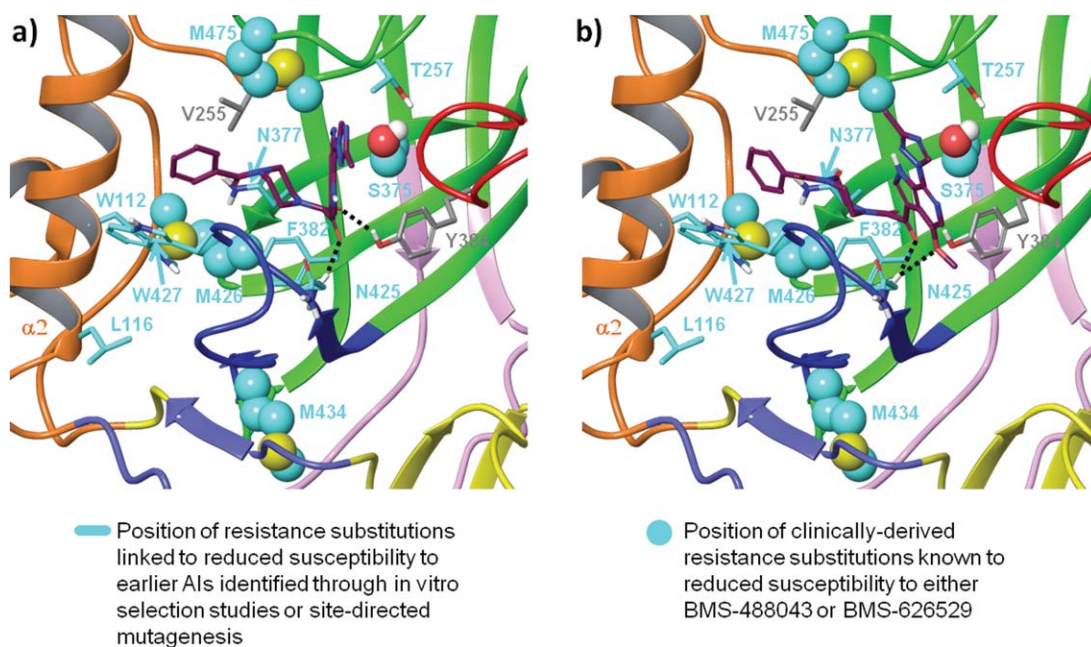 a)
M475
T257
V255
N377
S375
W112
F382
Y384
M426
N425
W427
L116
α2
M434
b)
M475
T257
V255
N377
S375
W112
F382
Y384
M426
N425
W427
L116
α2
M434
Position of resistance substitutions
linked to reduced susceptibility to
earlier AIs identified through in vitro
selection studies or site-directed
mutagenesis
Position of clinically-derived
resistance substitutions known to
reduced susceptibility to either
BMS-488043 or BMS-626529